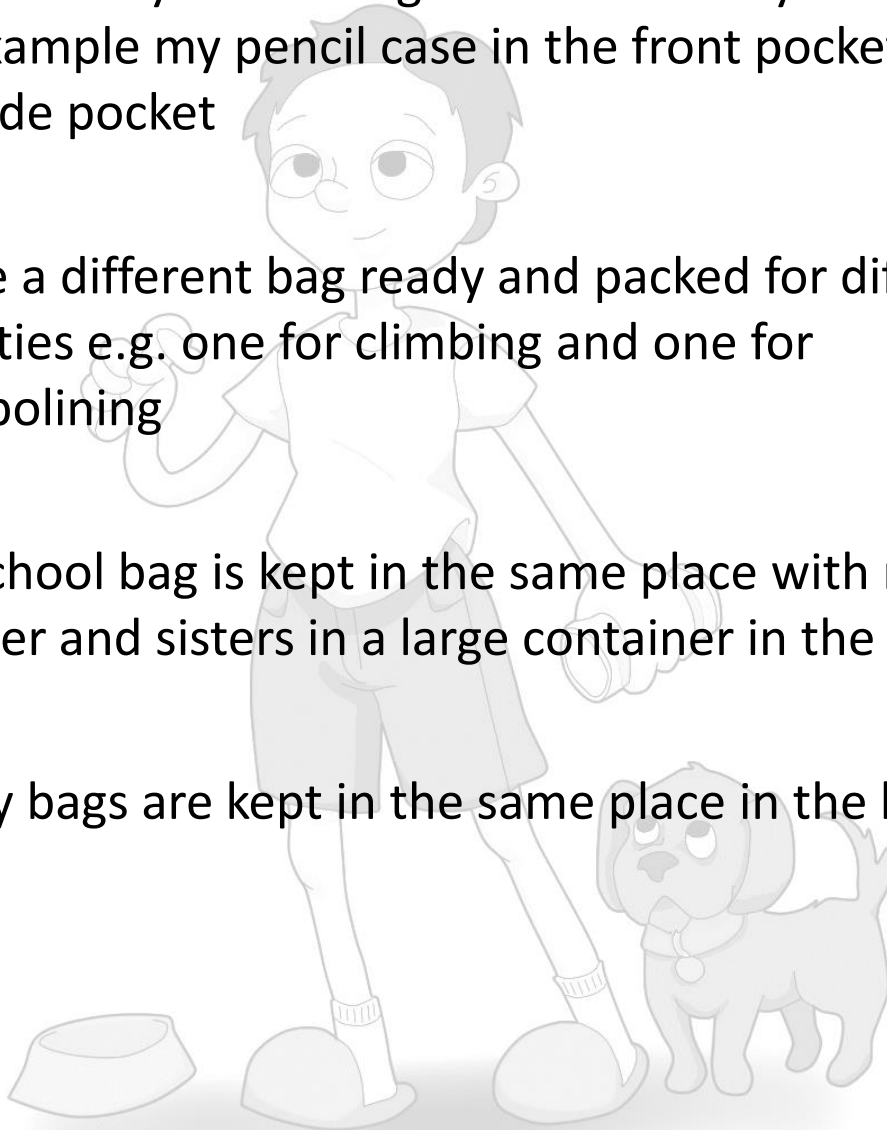 ample my pencil case in the front pocke
de pocket
e a different bag ready and packed for di
ties e.g. one for climbing and one for
polining
chool bag is kept in the same place with
er and sisters in a large container in the
y bags are kept in the same place in the